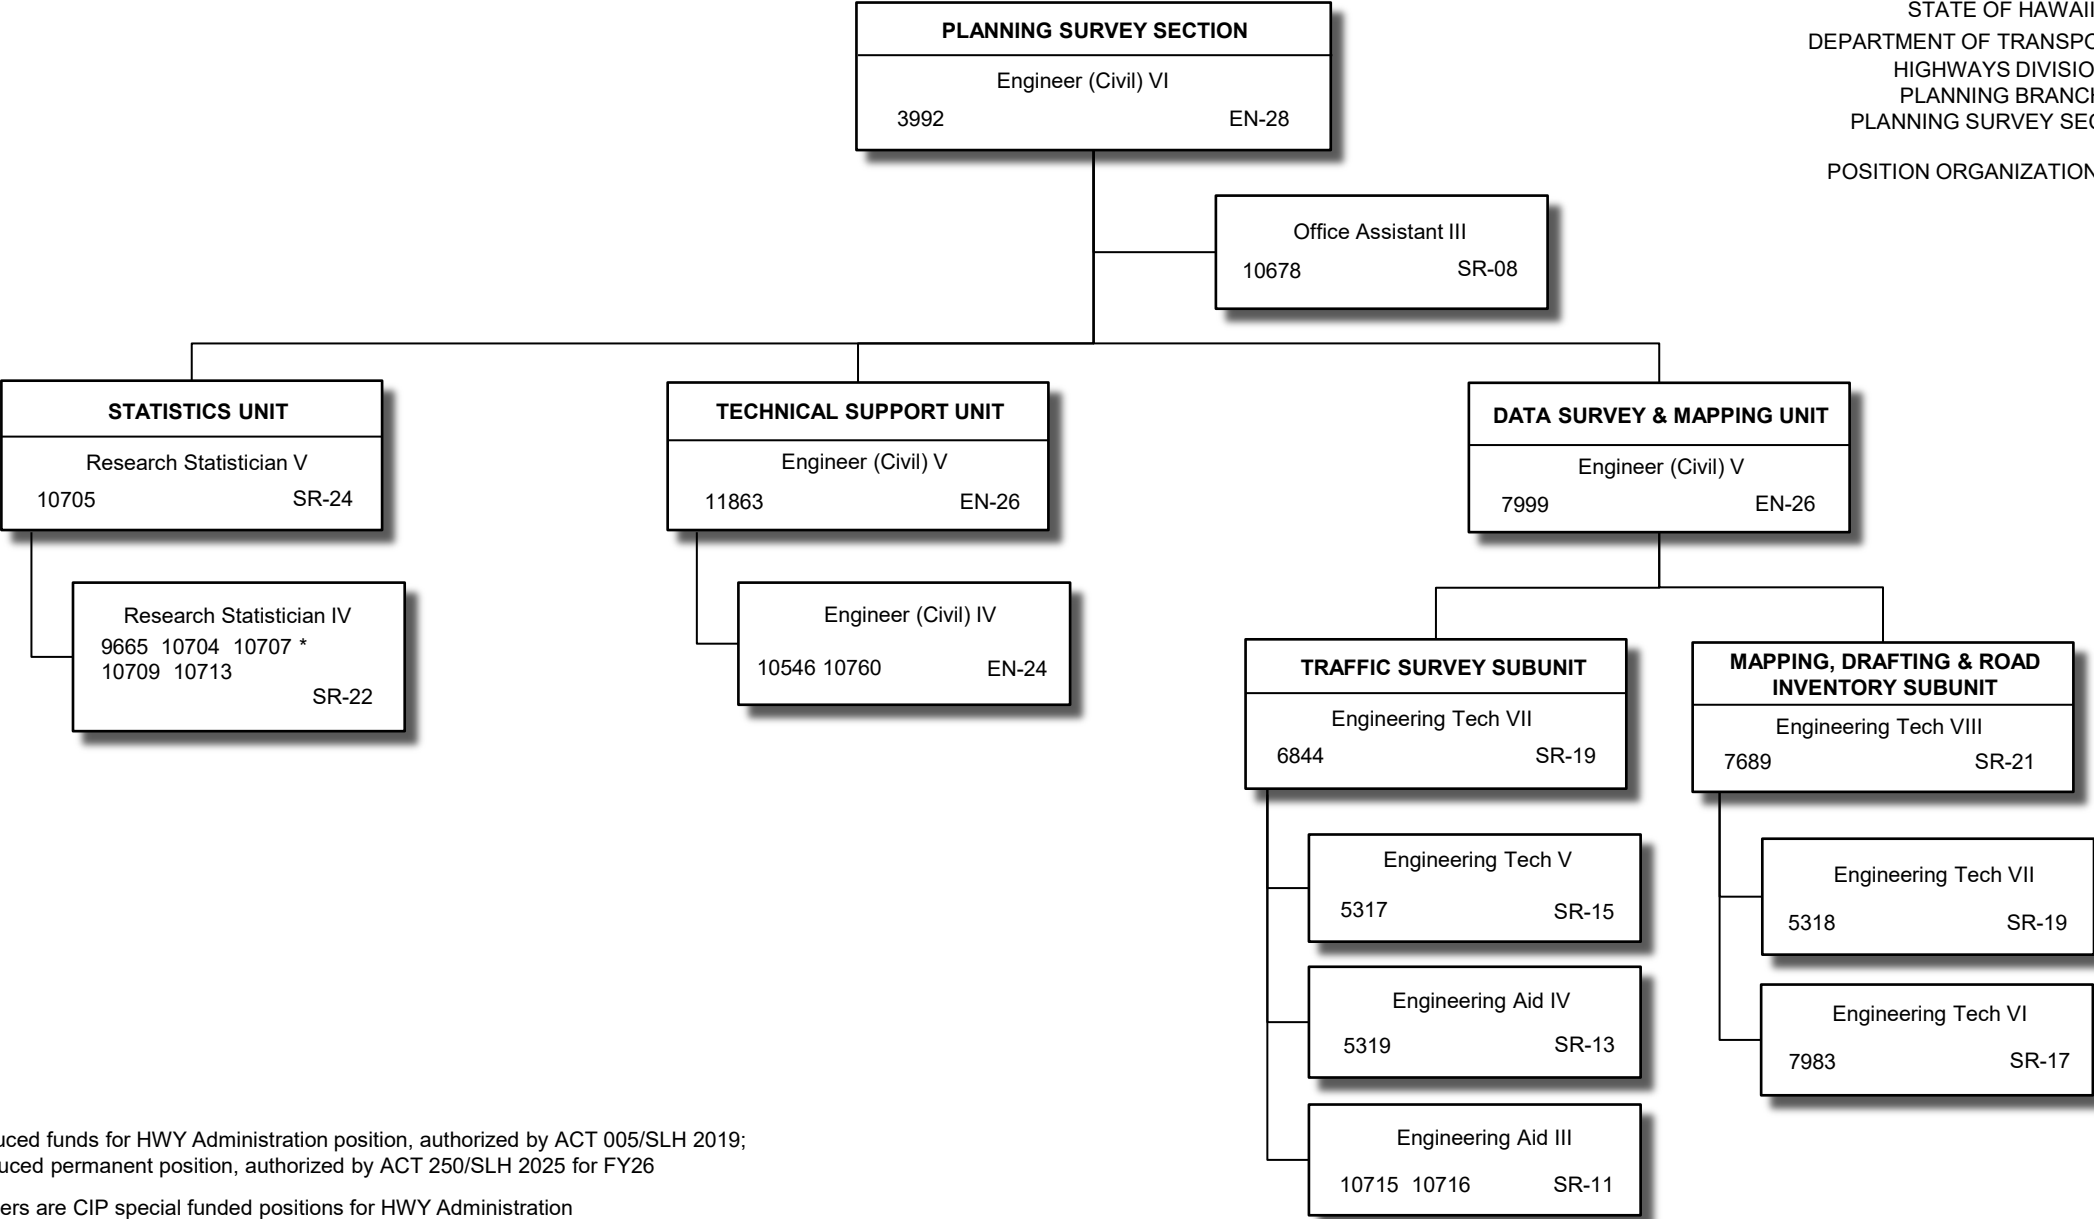 STATE OF HAWAII
DEPARTMENT OF
HIGHWAYS
PLANNING
PLANNING SURVEY
POSITION ORGANIZATION
PLANNING SURVEY SECTION
Engineer (Civil) VI
3992 EN-28
Office Assistant III
10678 SR-08
STATISTICS UNIT
Research Statistician V
10705 SR-24
Research Statistician IV
9665 10704 10707 *
10709 10713
SR-22
TECHNICAL SUPPORT UNIT
Engineer (Civil) V
11863 EN-26
Engineer (Civil) IV
10546 10760 EN-24
DATA SURVEY & MAPPING UNIT
Engineer (Civil) V
7999 EN-26
TRAFFIC SURVEY SUBUNIT
Engineering Tech VII
6844 SR-19
Engineering Tech V
5317 SR-15
Engineering Aid IV
5319 SR-13
Engineering Aid III
10715 10716 SR-11
MAPPING, DRAFTING & ROAD
INVENTORY SUBUNIT
Engineering Tech VIII
7689 SR-21
Engineering Tech VII
5318 SR-19
Engineering Tech VI
7983 SR-17
funds for HWY Administration position, authorized by ACT 005/SLH 2019;
permanent position, authorized by ACT 250/SLH 2025 for FY26
are CIP special funded positions for HWY Administration